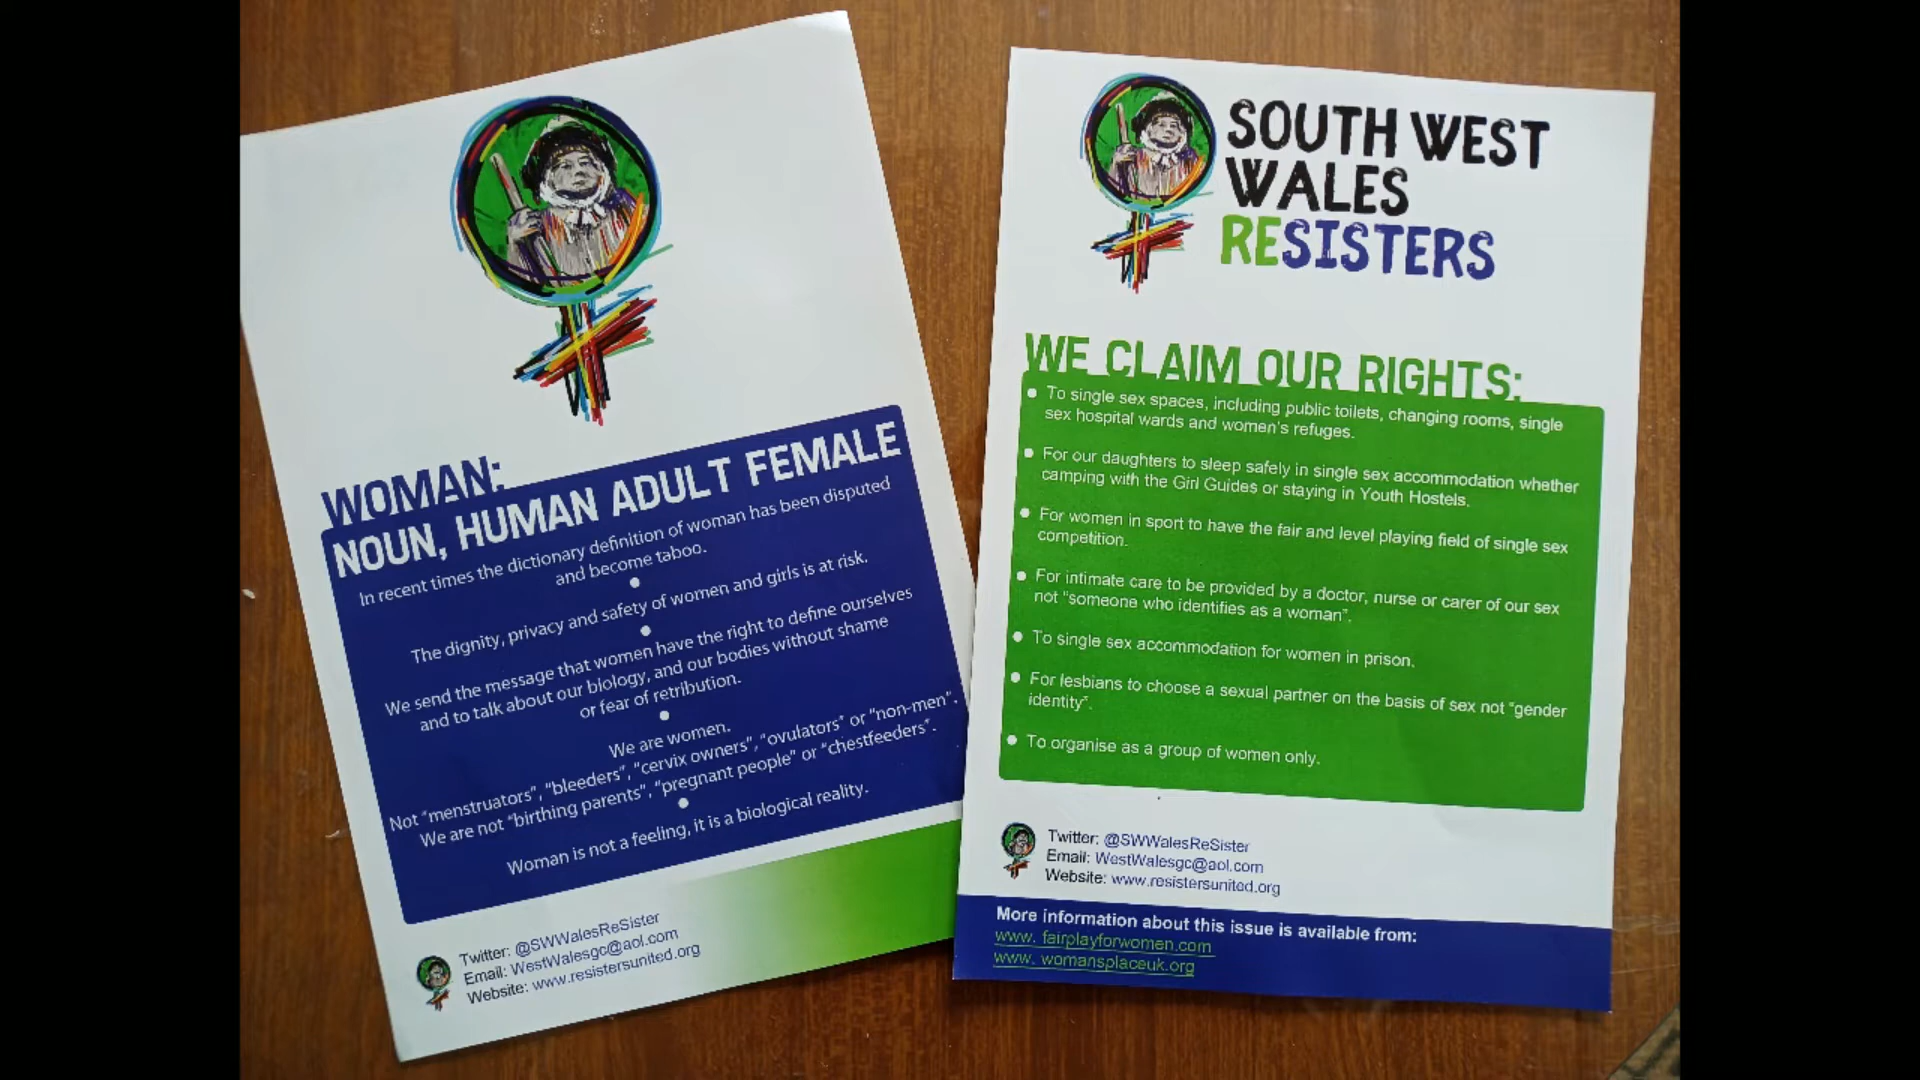 WOMAN:
NOUN, HUMAN ADULT FEMALE
In recent times the dictionary definition of woman has been disputed
and become taboo.
The dignity, privacy and safety of women and girls is at risk.
We send the message that women have the right to define ourselves
and to talk about our biology, and our bodies without shame
or fear of retribution.
We are women.
Not "menstruators", "bleeders", "cervix owners", "ovulators" or "non-men".
We are not "birthing parents", "pregnant people" or "chestfeeders".
Woman is not a feeling, it is a biological reality.
Twitter: @SWWalesReSister
Email: WestWalesgc@aol.com
Website: www.resistersunited.org
SOUTH WEST
WALES
RESISTERS
WE CLAIM OUR RIGHTS:
• To single sex spaces, including public toilets, changing rooms, single
sex hospital wards and women's refuges.
• For our daughters to sleep safely in single sex accommodation whether
camping with the Girl Guides or staying in Youth Hostels.
• For women in sport to have the fair and level playing field of single sex
competition.
• For intimate care to be provided by a doctor, nurse or carer of our sex
not "someone who identifies as a woman".
• To single sex accommodation for women in prison.
• For lesbians to choose a sexual partner on the basis of sex not "gender
identity".
• To organise as a group of women only.
Twitter: @SWWalesReSister
Email: WestWalesgc@aol.com
Website: www.resistersunited.org
More information about this issue is available from:
www. fairplayforwomen.com
www. womansplaceuk.org